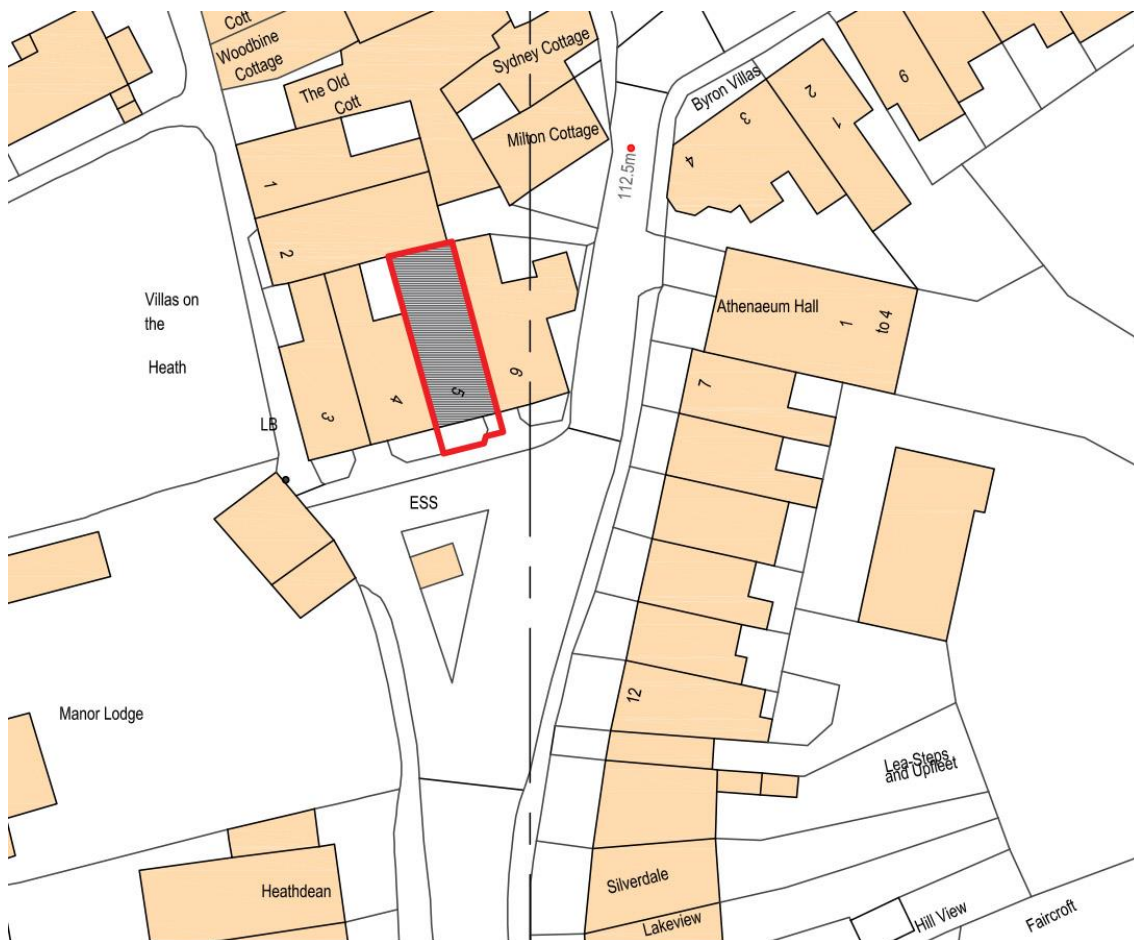 Cott
Woodbine
Cottage
The Old
Cott
Sydney Cottage
Milton Cottage
Byron Villas
1
2
3
4
2
1
9
112.5m
Villas on
the
Heath
LB
3
4
5
6
ESS
Athenaeum Hall
1
to 4
7
12
Manor Lodge
Heathdean
Lea-Steps
and Upfleet
Silverdale
Lakeview
Hill View
Faircroft